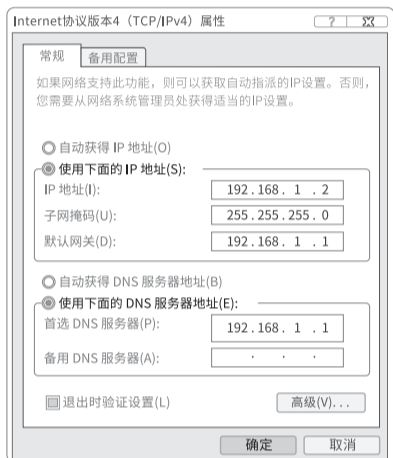 Internet协议版本4（TCP/IPv4）属性
常规 备用配置
如果网络支持此功能，则可以获取自动指派的IP设置。否则，
您需要从网络系统管理员处获得适当的IP设置。
自动获得 IP 地址(O)
使用下面的 IP 地址(S):
IP 地址(I): 192.168. 1 .2
子网掩码(U): 255.255.255.0
默认网关(D): 192.168. 1 .1
自动获得 DNS 服务器地址(B)
使用下面的 DNS 服务器地址(E):
首选 DNS 服务器(P): 192.168. 1 .1
备用 DNS 服务器(A): . . .
退出时验证设置(L) 高级(V)...
确定 取消